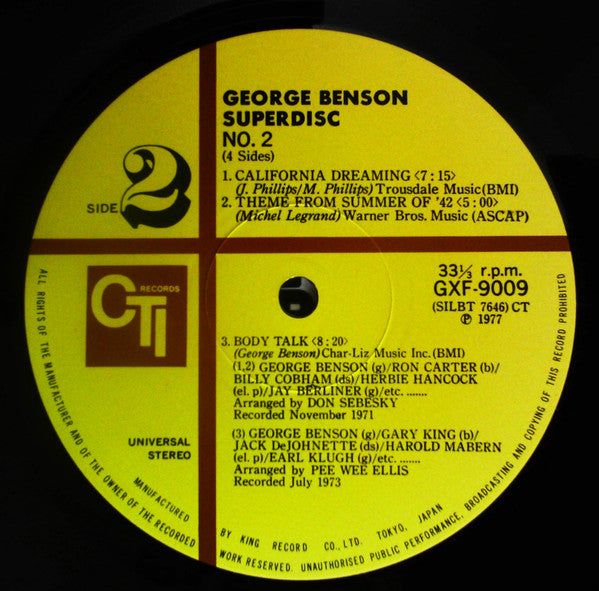 GEORGE BENSON
SUPERDISC
NO. 2
(4 Sides)
1. CALIFORNIA DREAMING <7:15>
(J. Phillips/M. Phillips) Trousdale Music (BMI)
2. THEME FROM SUMMER OF '42 <5:00>
(Michel Legrand) Warner Bros. Music (ASCAP)
SIDE 2
CTI
RECORDS
33⅓ r.p.m.
GXF-9009
(SILBT 7646) CT
Ⓟ 1977
3. BODY TALK <8:20>
(George Benson) Char-Liz Music Inc. (BMI)
(1,2) GEORGE BENSON (g)/RON CARTER (b)/
BILLY COBHAM (ds)/HERBIE HANCOCK
(el. p)/JAY BERLINER (g)/etc. .......
Arranged by DON SEBESKY
Recorded November 1971
(3) GEORGE BENSON (g)/GARY KING (b)/
JACK DeJOHNETTE (ds)/HAROLD MABERN
(el. p)/EARL KLUGH (g)/etc. .......
Arranged by PEE WEE ELLIS
Recorded July 1973
UNIVERSAL
STEREO
MANUFACTURED BY KING RECORD CO., LTD. TOKYO, JAPAN
ALL RIGHTS OF THE MANUFACTURER AND OF THE OWNER OF THE RECORDED WORK RESERVED. UNAUTHORISED PUBLIC PERFORMANCE, BROADCASTING AND COPYING OF THIS RECORD PROHIBITED